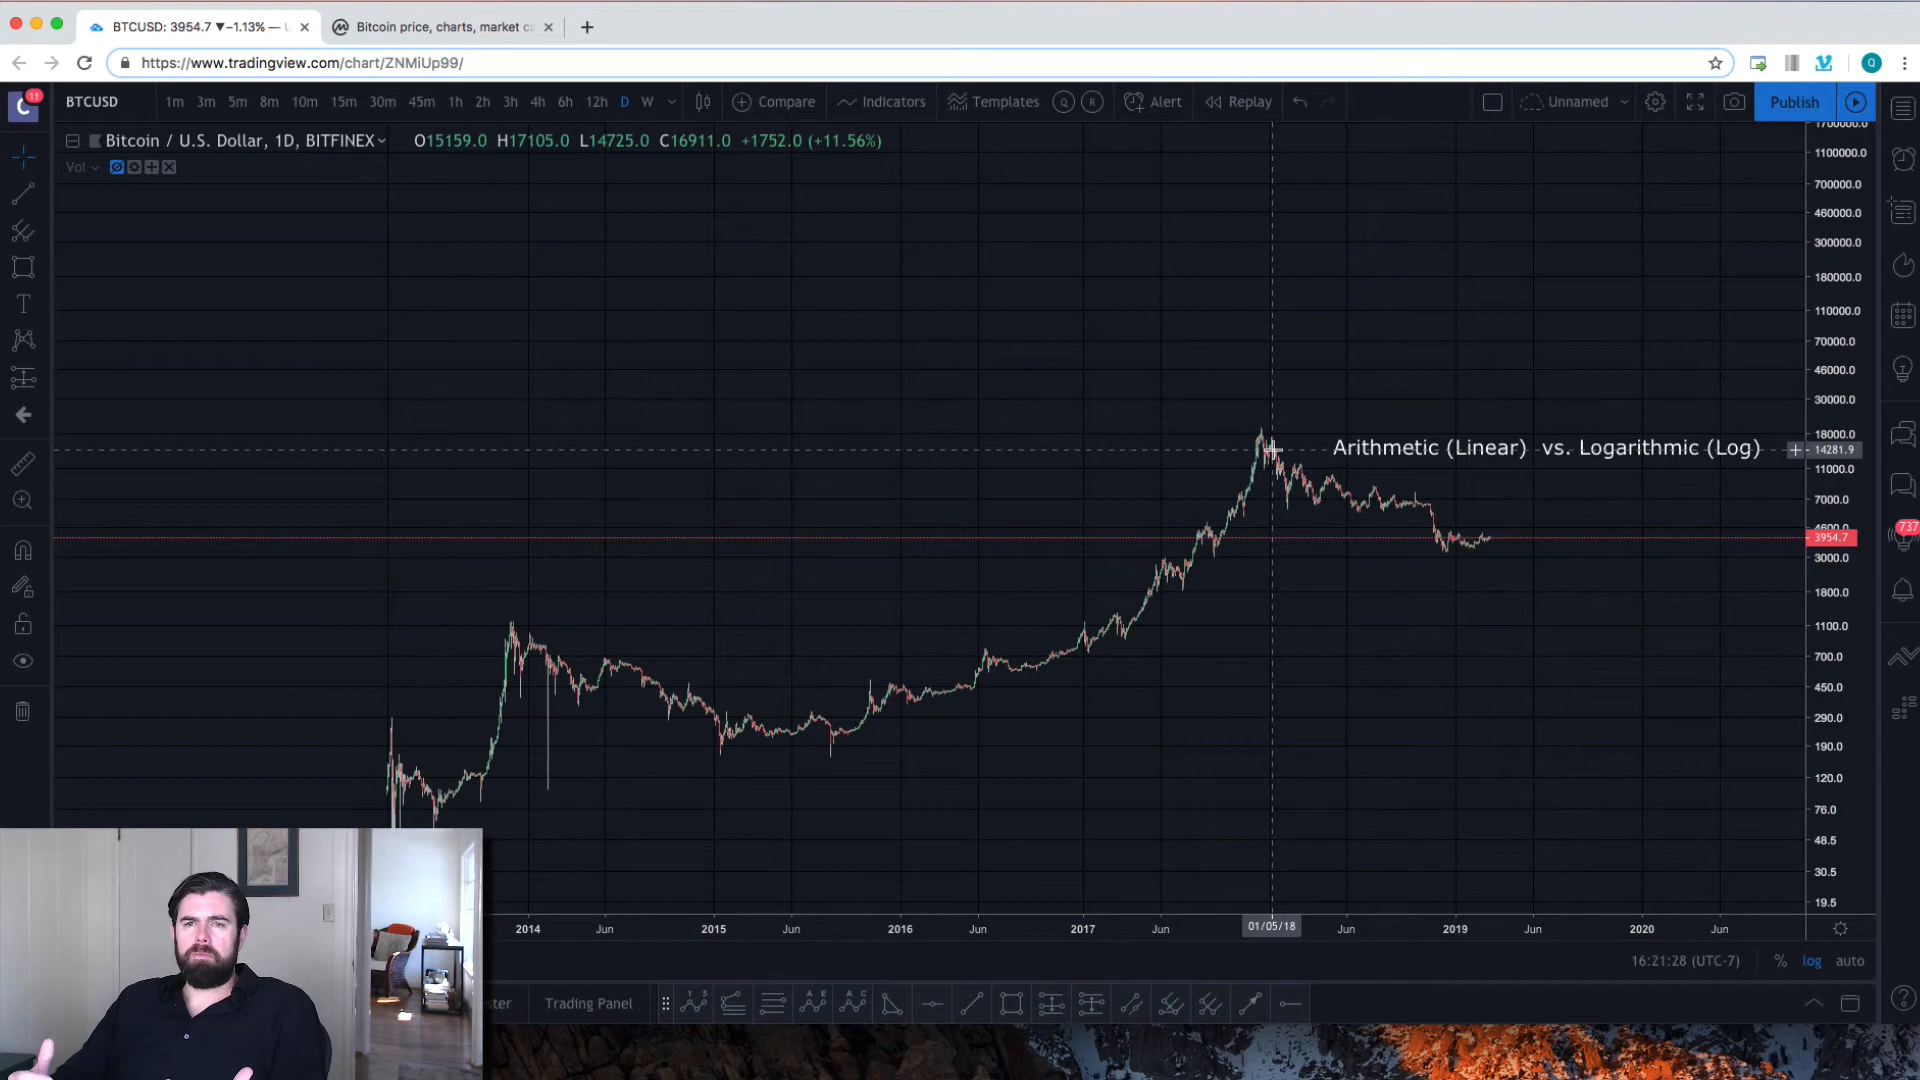 BTCUSD: 3954.7 ▼−1.13% —
Bitcoin price, charts, market ca
https://www.tradingview.com/chart/ZNMiUp99/
Q
C 11
BTCUSD 1m 3m 5m 8m 10m 15m 30m 45m 1h 2h 3h 4h 6h 12h D W Compare Indicators Templates Q R Alert Replay Unnamed Publish
Bitcoin / U.S. Dollar, 1D, BITFINEX O15159.0 H17105.0 L14725.0 C16911.0 +1752.0 (+11.56%)
Vol
1700000.0
1100000.0
700000.0
460000.0
300000.0
180000.0
110000.0
70000.0
46000.0
30000.0
18000.0
Arithmetic (Linear) vs. Logarithmic (Log)
14281.9
11000.0
7000.0
4600.0
737
3954.7
3000.0
1800.0
1100.0
700.0
450.0
290.0
190.0
120.0
76.0
48.5
30.5
19.5
2014 Jun 2015 Jun 2016 Jun 2017 Jun 01/05/18 Jun 2019 Jun 2020 Jun
16:21:28 (UTC-7) % log auto
Trading Panel